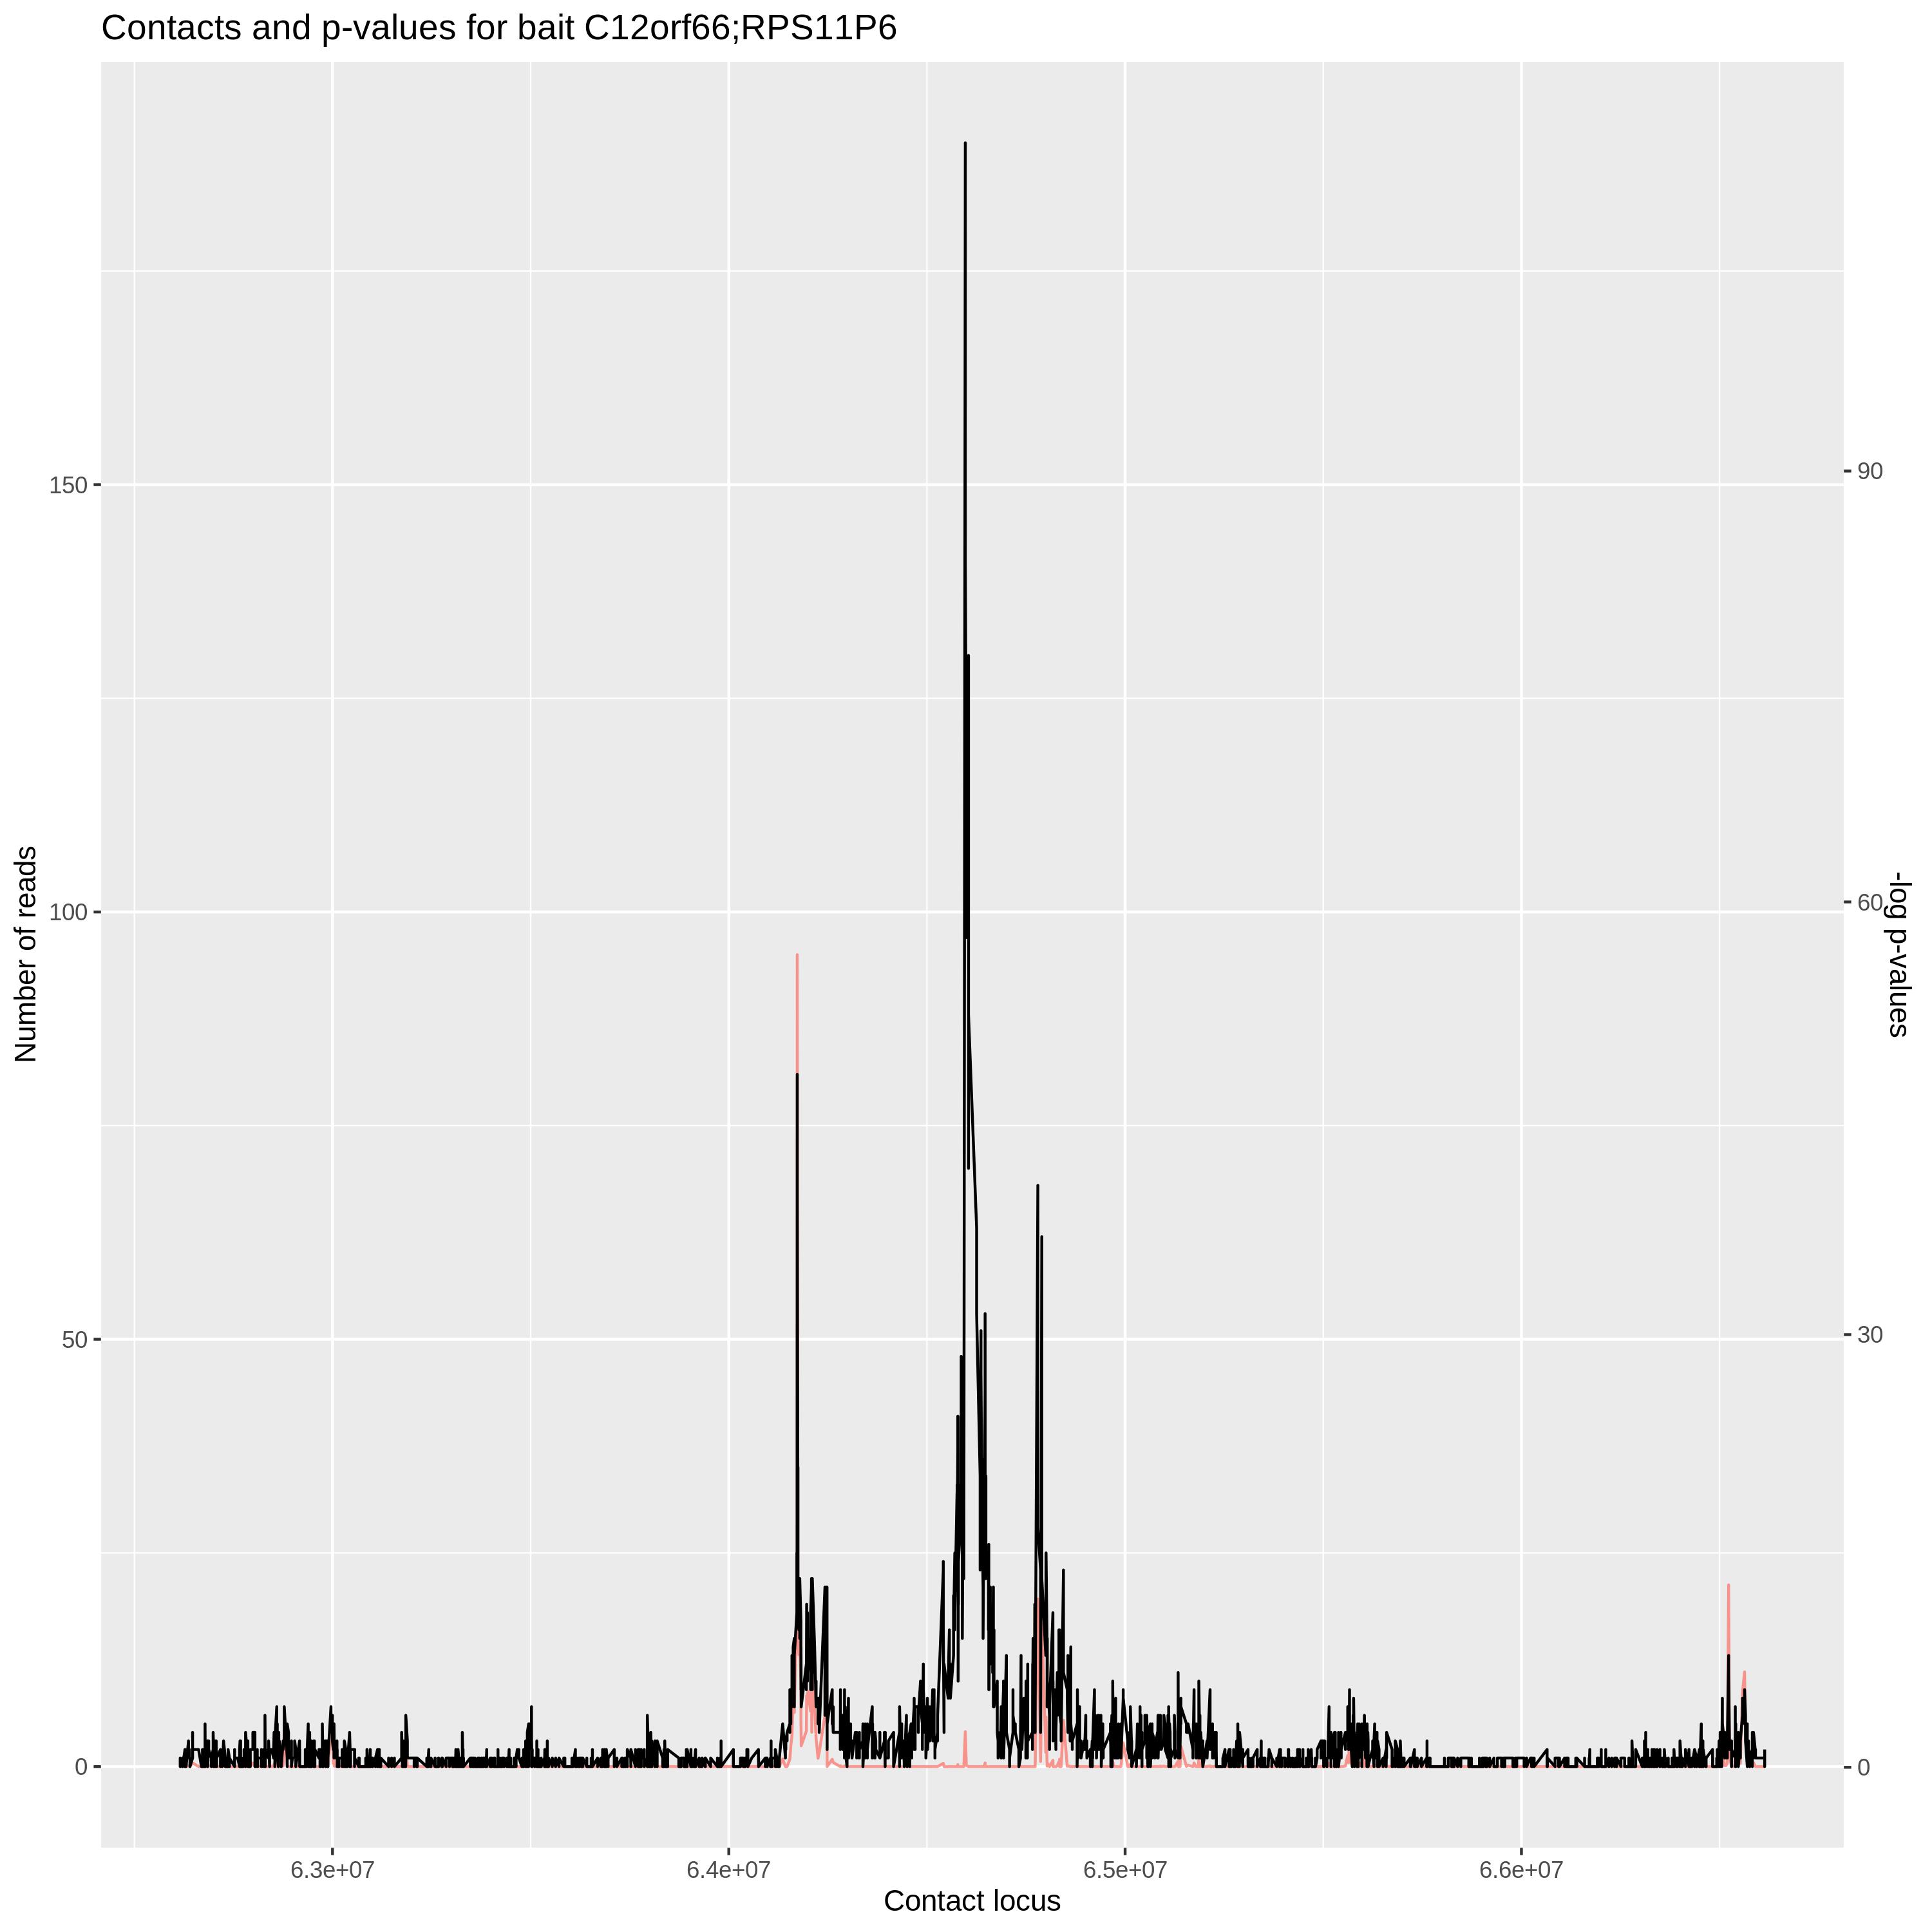 Contacts and p-values for bait C12orf66;RPS11P6
150
100
50
0
Number of reads
90
60
30
0
-log p-values
6.3e+07
6.4e+07
6.5e+07
6.6e+07
Contact locus